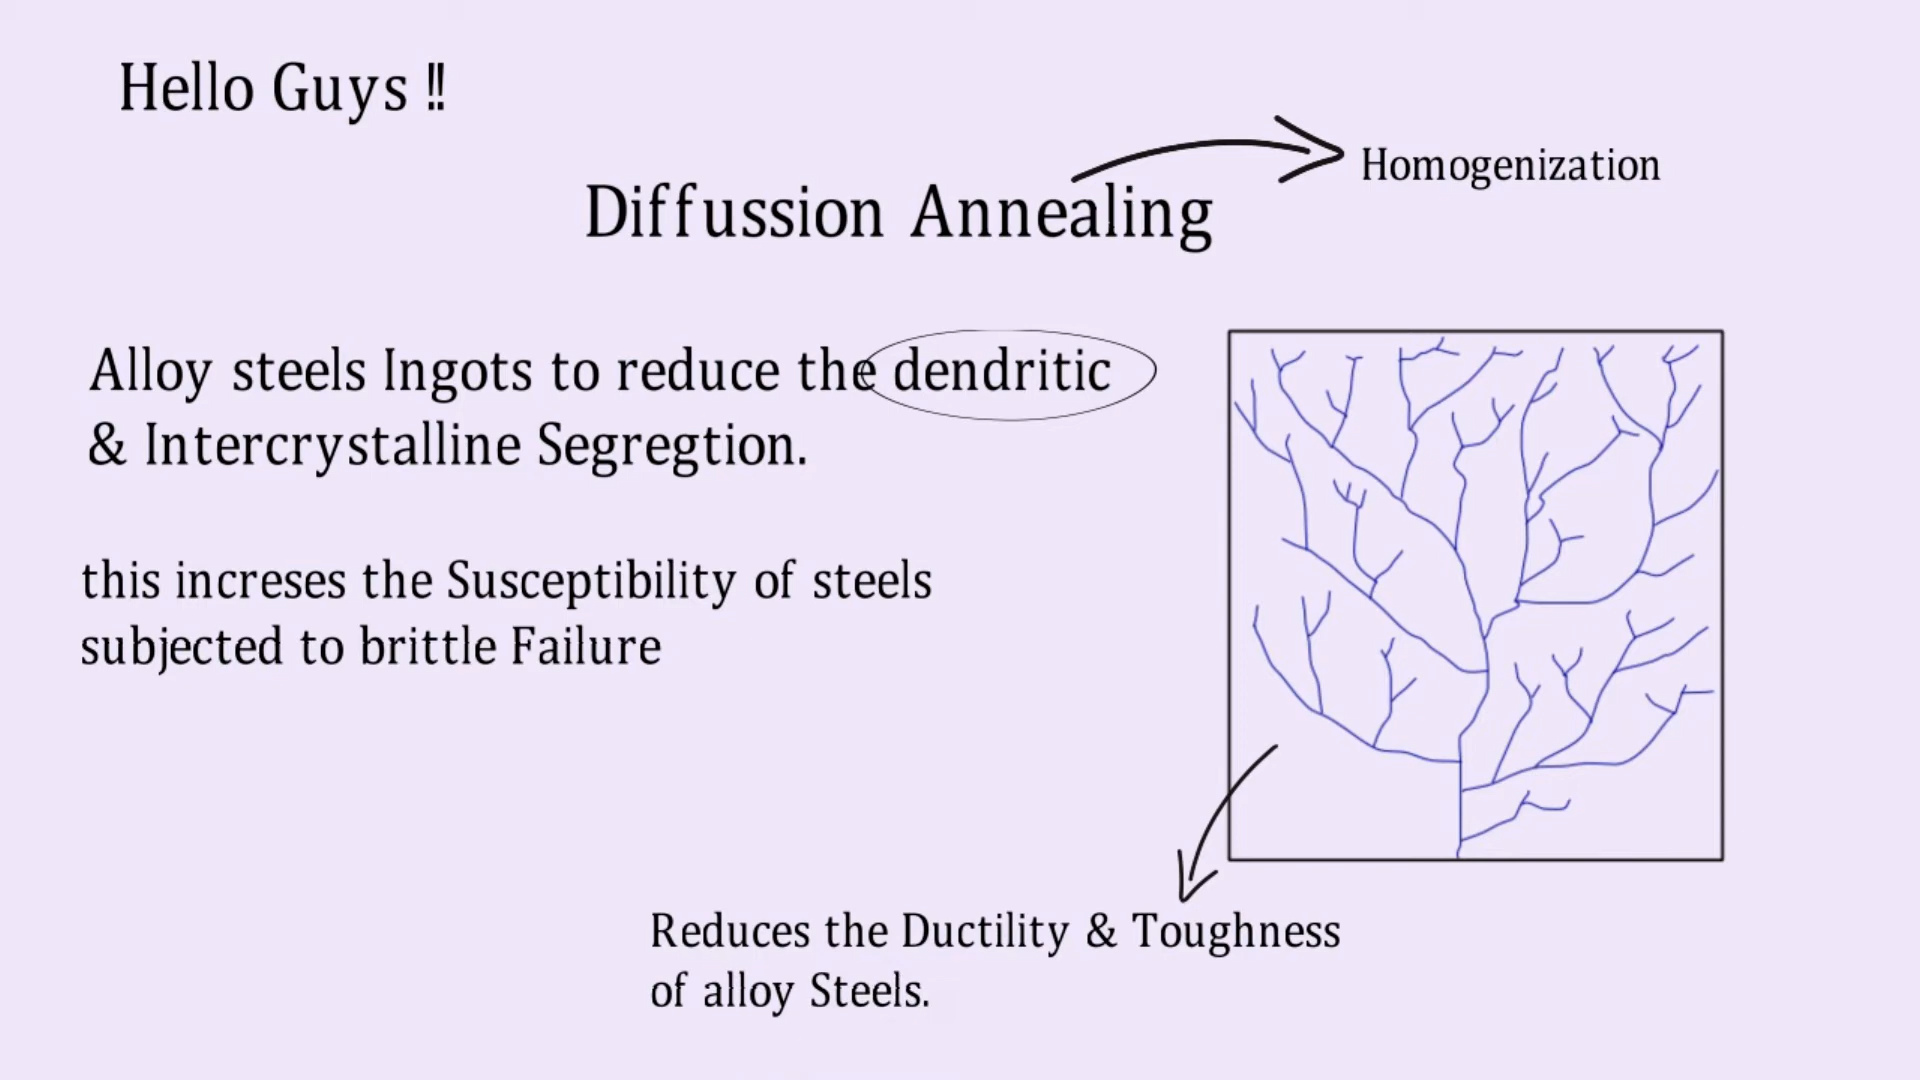 Hello Guys !!
Homogenization
Diffussion Annealing
Alloy steels Ingots to reduce the dendritic
& Intercrystalline Segregtion.
this increses the Susceptibility of steels
subjected to brittle Failure
Reduces the Ductility & Toughness
of alloy Steels.